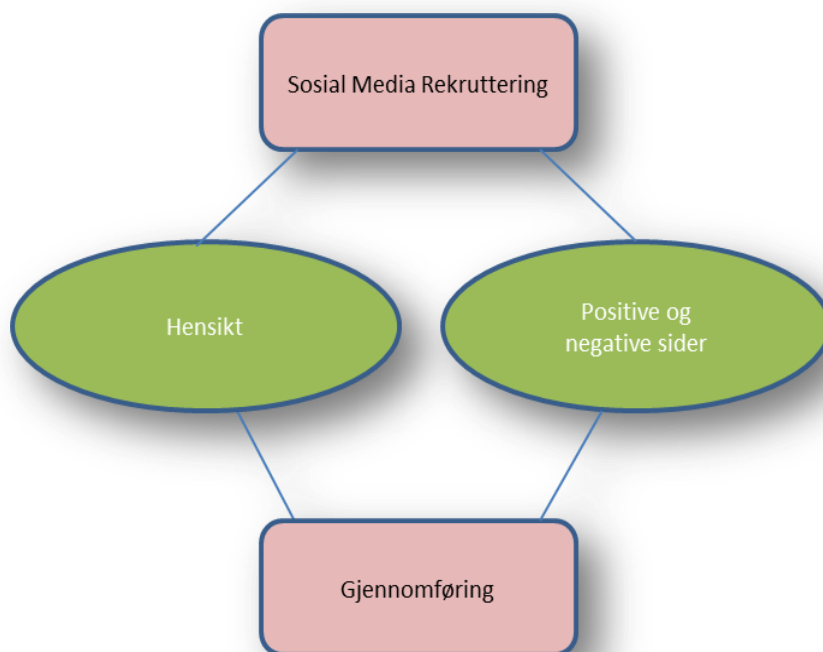 Sosial Media Rekruttering
Hensikt
Positive og
negative sider
Gjennomføring